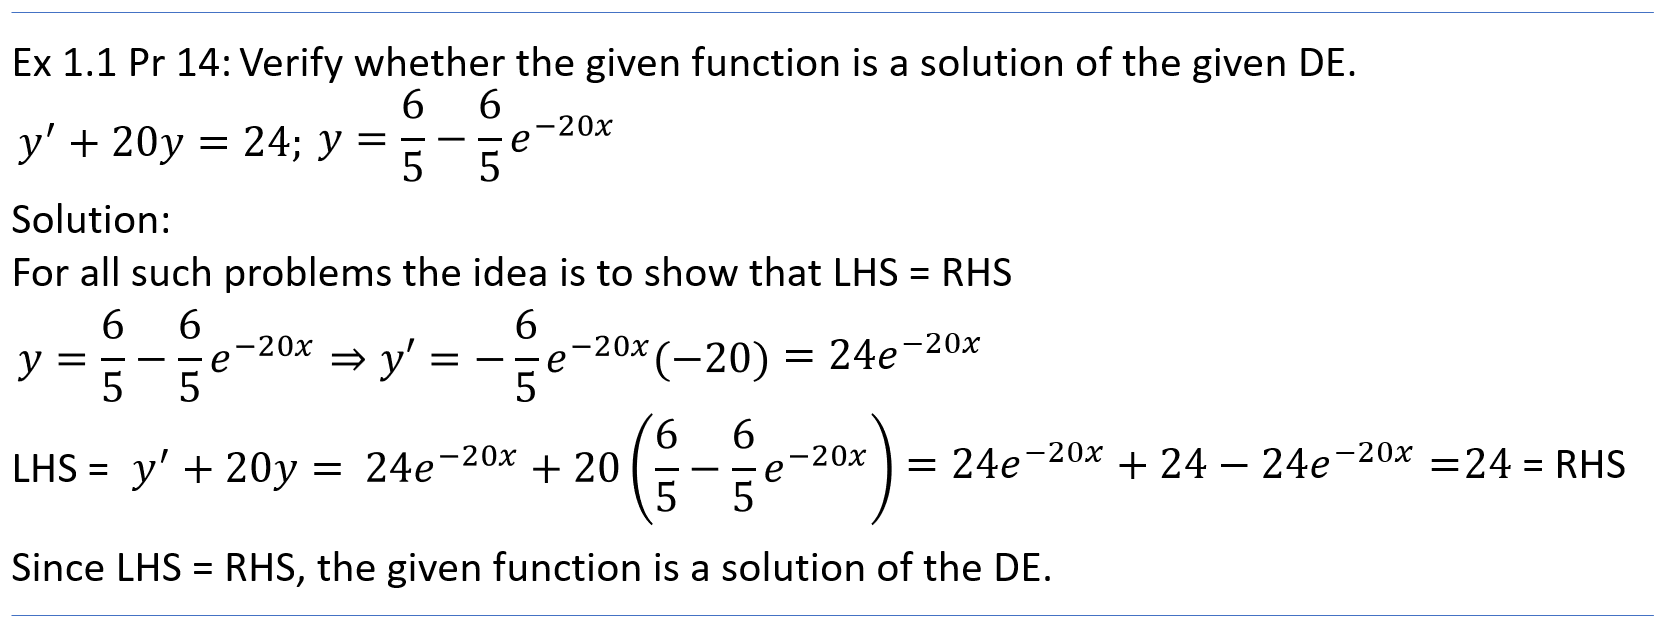 Ex 1.1 Pr 14: Verify whether the given function is a solution of the given DE.
y′ + 20y = 24; y = 6/5 − 6/5 e^{−20x}
Solution:
For all such problems the idea is to show that LHS = RHS
y = 6/5 − 6/5 e^{−20x} ⇒ y′ = −6/5 e^{−20x}(−20) = 24e^{−20x}
LHS = y′ + 20y = 24e^{−20x} + 20(6/5 − 6/5 e^{−20x}) = 24e^{−20x} + 24 − 24e^{−20x} =24 = RHS
Since LHS = RHS, the given function is a solution of the DE.